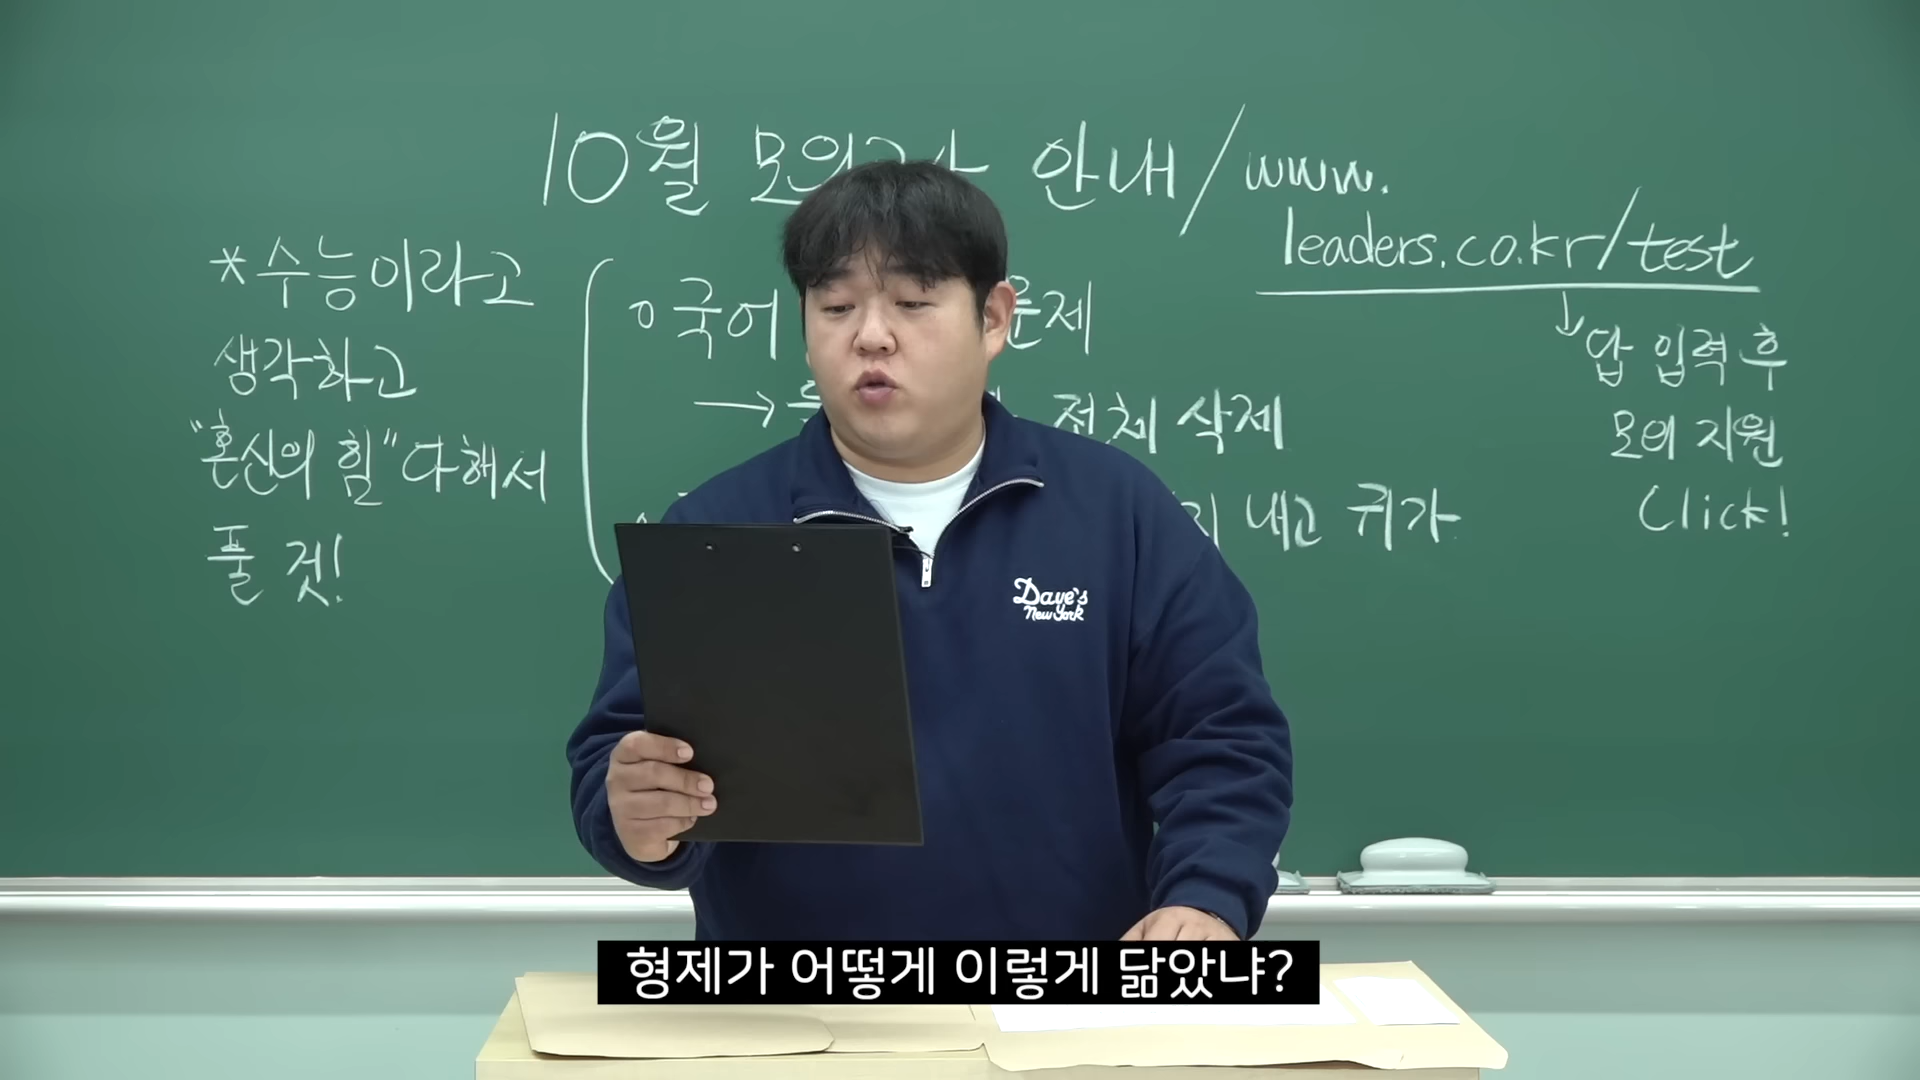 10월 안내/www.
leaders.co.kr/test
*수능이라고
생각하고
"혼신의 힘" 다해서
풀 것!
국어
전체 삭제
내고 귀가
답 입력 후
모의 지원
Click!
Dave's
New York
형제가 어떻게 이렇게 닮았냐?